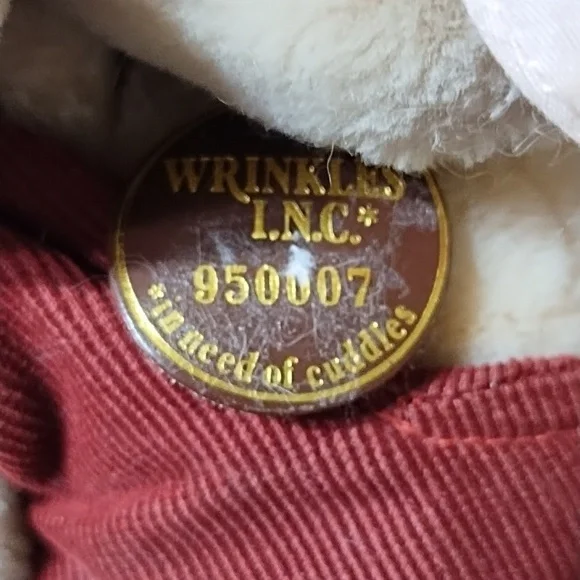 WRINKLES
I.N.C.*
950007
*in need of cuddles